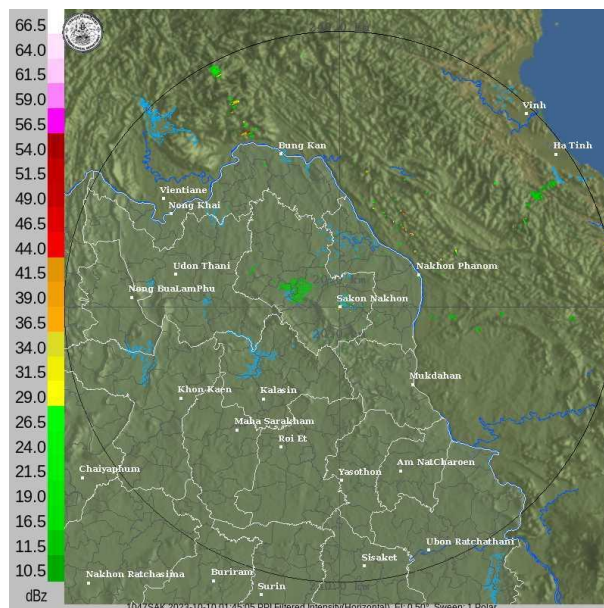 66.5
64.0
61.5
59.0
56.5
54.0
51.5
49.0
46.5
44.0
41.5
39.0
36.5
34.0
31.5
29.0
26.5
24.0
21.5
19.0
16.5
11.5
10.5
dBz
Vinh
Ha Tinh
Bung Kan
Vientiane
Nong Khai
Udon Thani
Nakhon Phanom
Nong BuaLamPhu
Sakon Nakhon
Mukdahan
Khon Kaen
Kalasin
Maha Sarakham
Roi Et
Chaiyaphum
Yasothon
Am NatCharoen
Ubon Ratchathani
Sisaket
Nakhon Ratchasima
Buriram
Surin